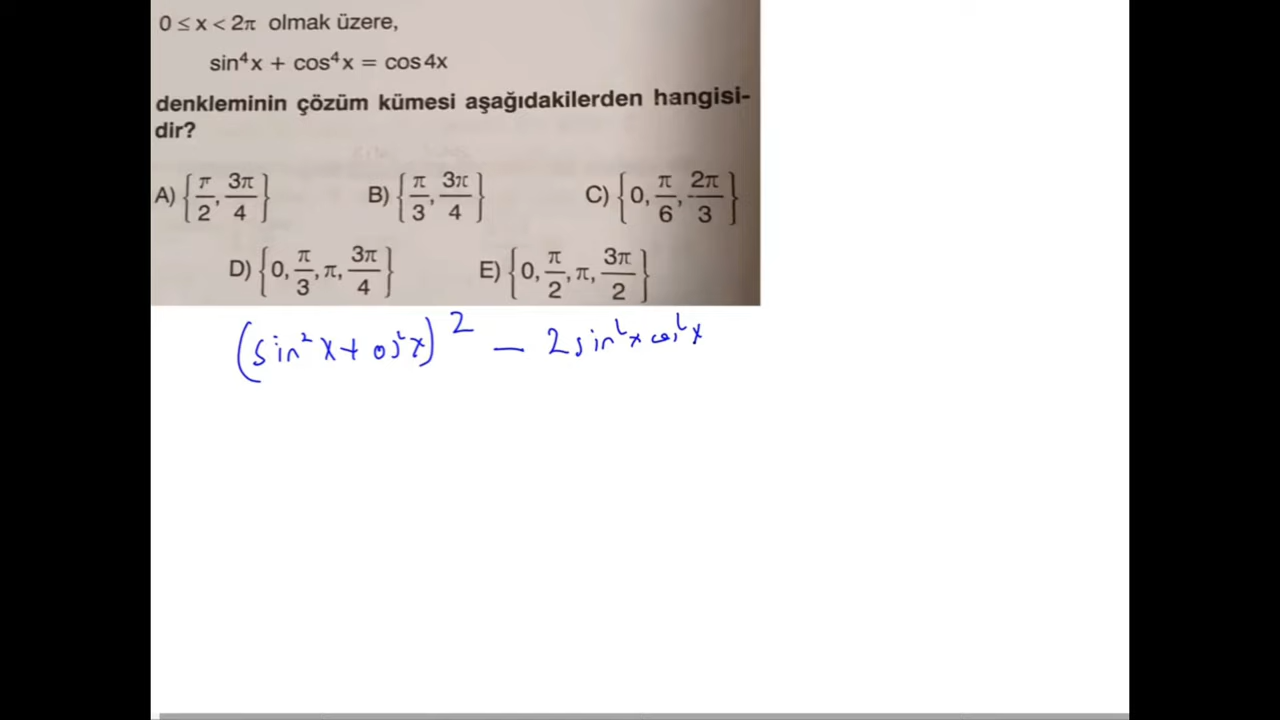 0 ≤ x < 2π olmak üzere,
sin⁴x + cos⁴x = cos4x
denkleminin çözüm kümesi aşağıdakilerden hangisi-
dir?
A) {π/2, 3π/4} B) {π/3, 3π/4} C) {0, π/6, 2π/3}
D) {0, π/3, π, 3π/4} E) {0, π/2, π, 3π/2}
(sin²x + cos²x)² − 2sin²x cos²x